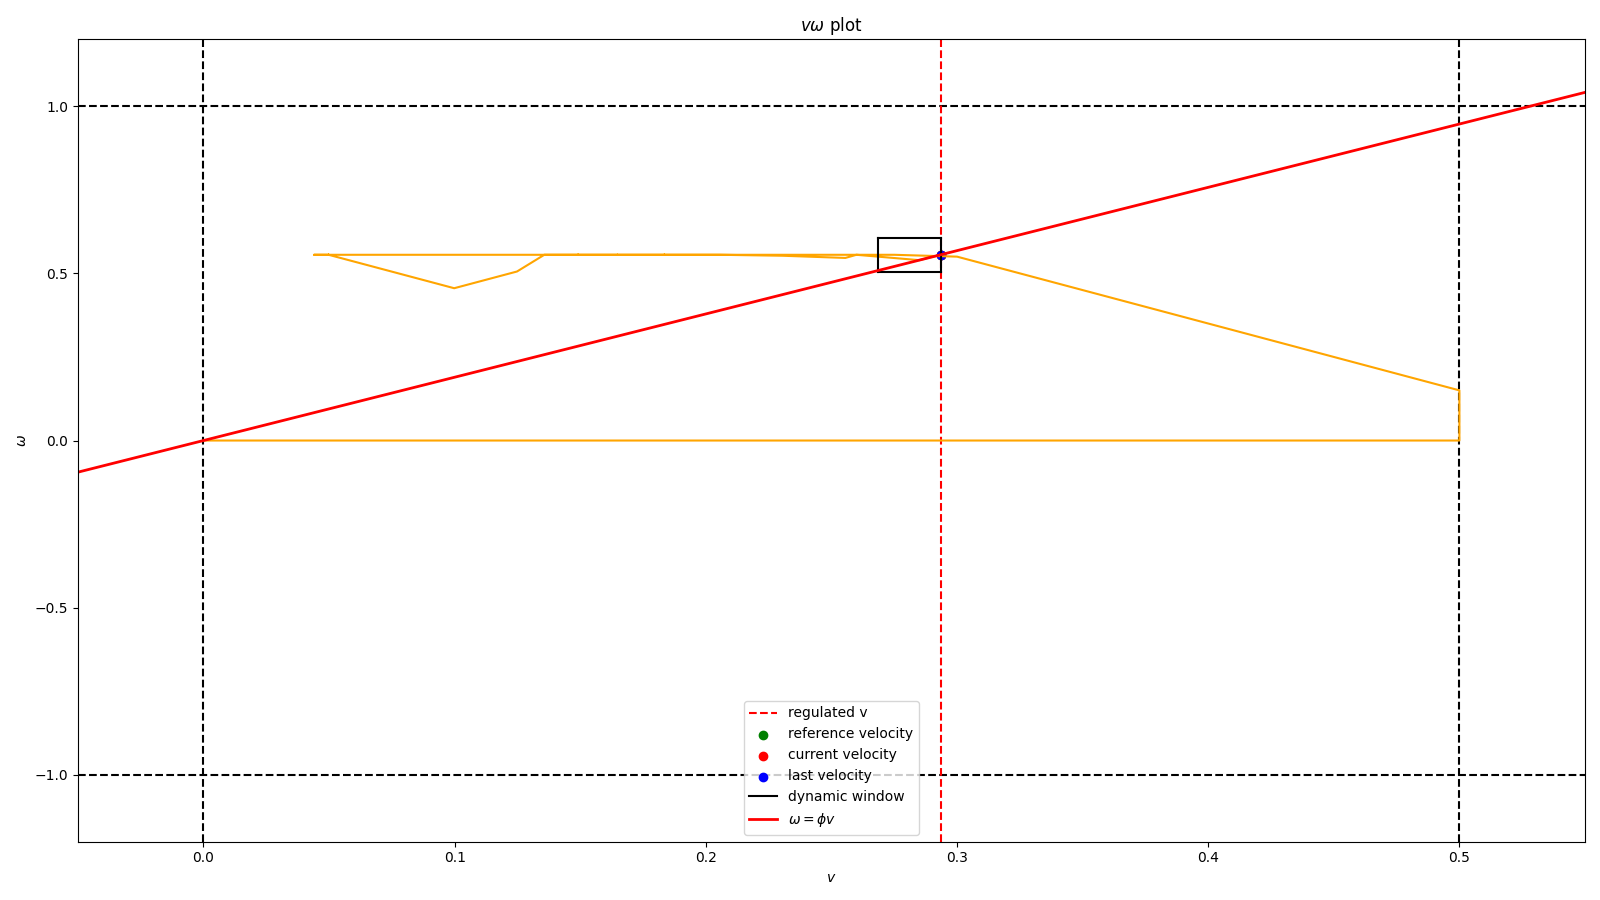 vω plot
1.0
0.5
0.0
−0.5
−1.0
ω
0.0
0.1
0.2
0.3
0.4
0.5
v
regulated v
reference velocity
current velocity
last velocity
dynamic window
ω = ϕv